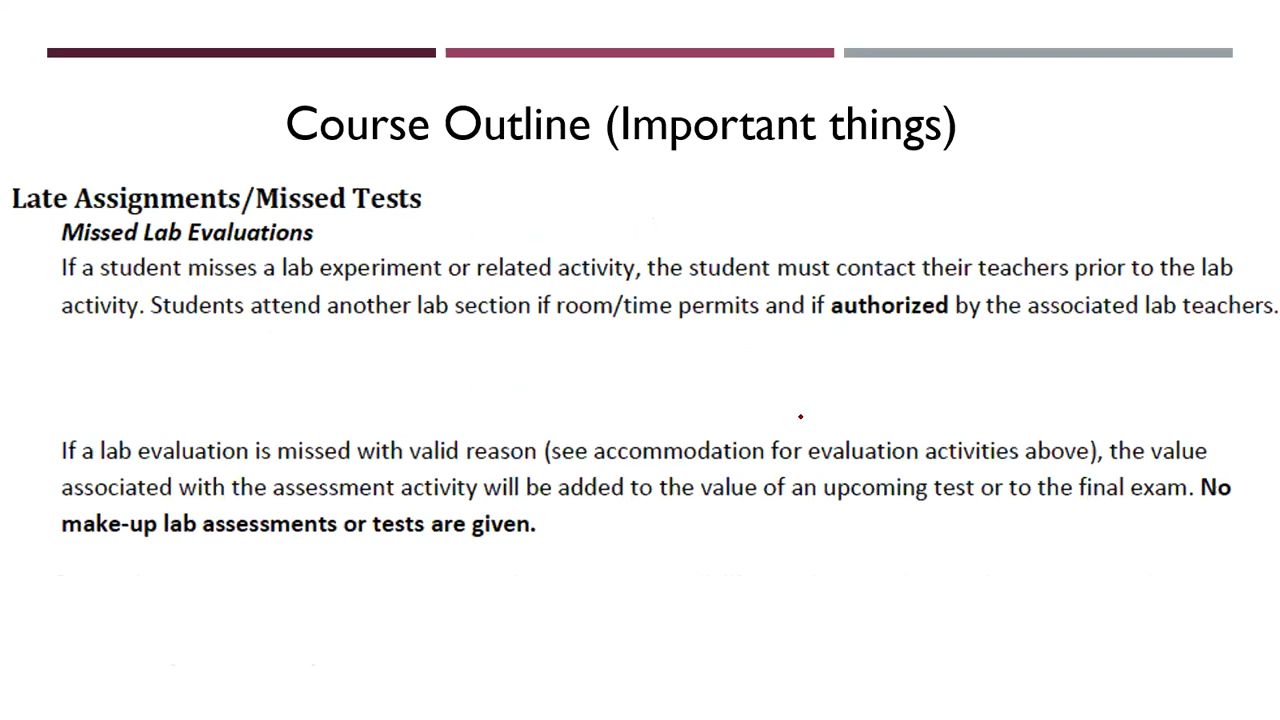 Course Outline (Important things)
Late Assignments/Missed Tests
Missed Lab Evaluations
If a student misses a lab experiment or related activity, the student must contact their teachers prior to the lab
activity. Students attend another lab section if room/time permits and if authorized by the associated lab teachers.
If a lab evaluation is missed with valid reason (see accommodation for evaluation activities above), the value
associated with the assessment activity will be added to the value of an upcoming test or to the final exam. No
make-up lab assessments or tests are given.